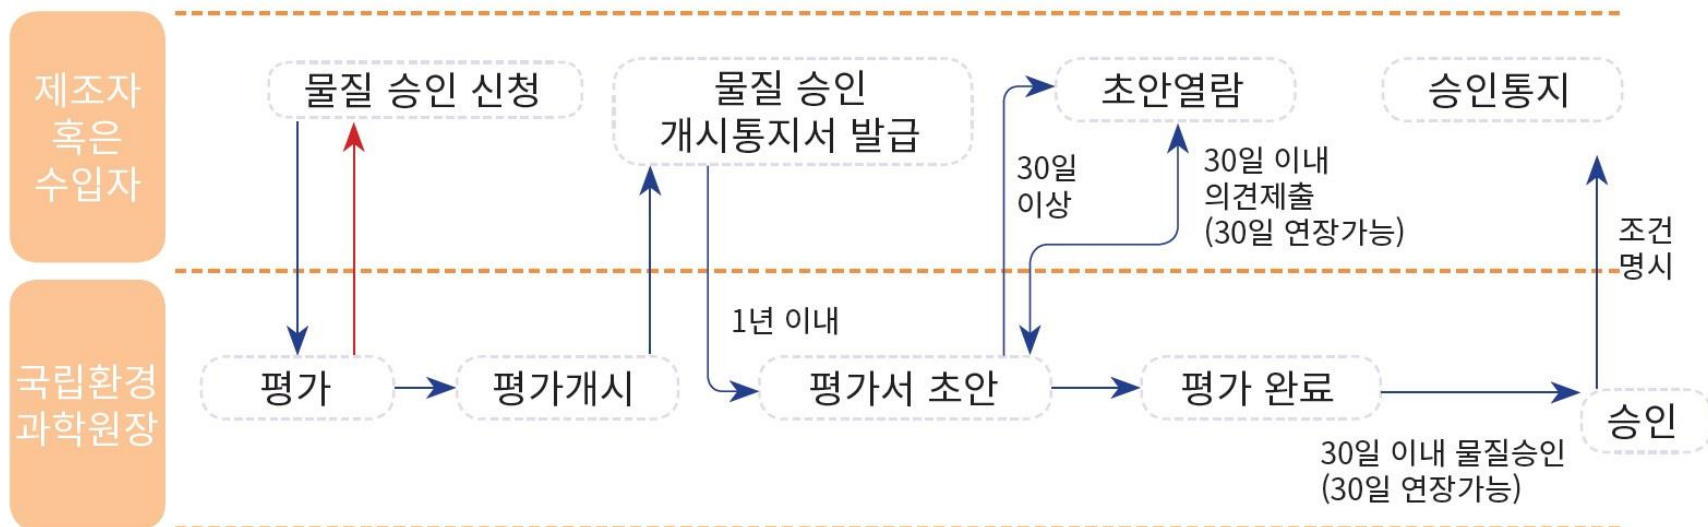 제조자
혹은
수입자
물질 승인 신청
물질 승인
개시통지서 발급
초안열람
승인통지
30일
이상
30일 이내
의견제출
(30일 연장가능)
조건
명시
1년 이내
국립환경
과학원장
평가
평가개시
평가서 초안
평가 완료
승인
30일 이내 물질승인
(30일 연장가능)